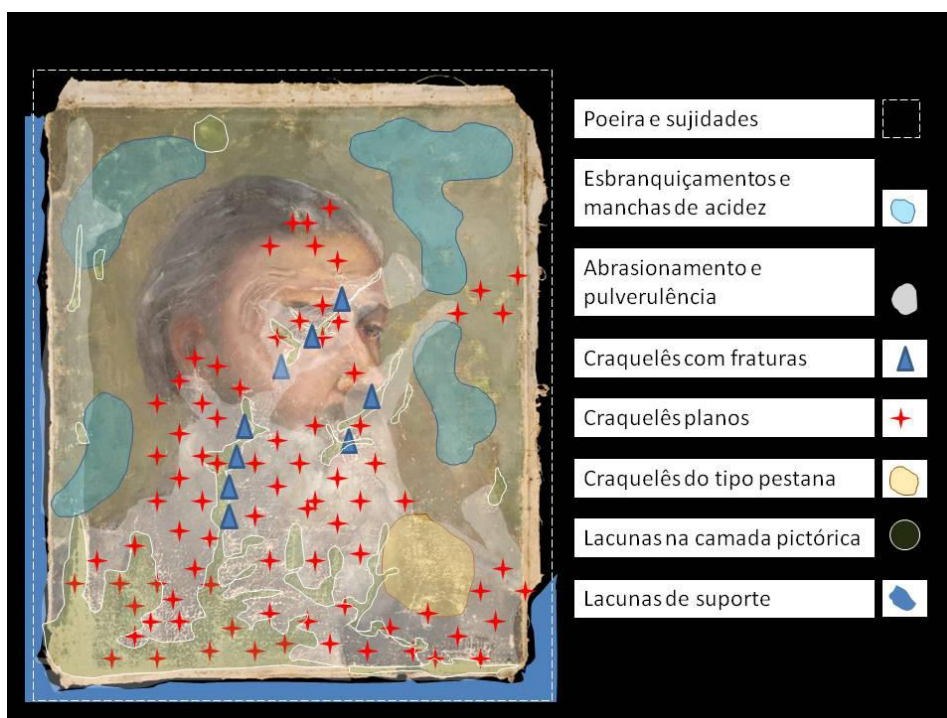 Poeira e sujidades
Esbranquiçamentos e
manchas de acidez
Abrasionamento e
pulverulência
Craquelês com fraturas
Craquelês planos
Craquelês do tipo pestana
Lacunas na camada pictórica
Lacunas de suporte